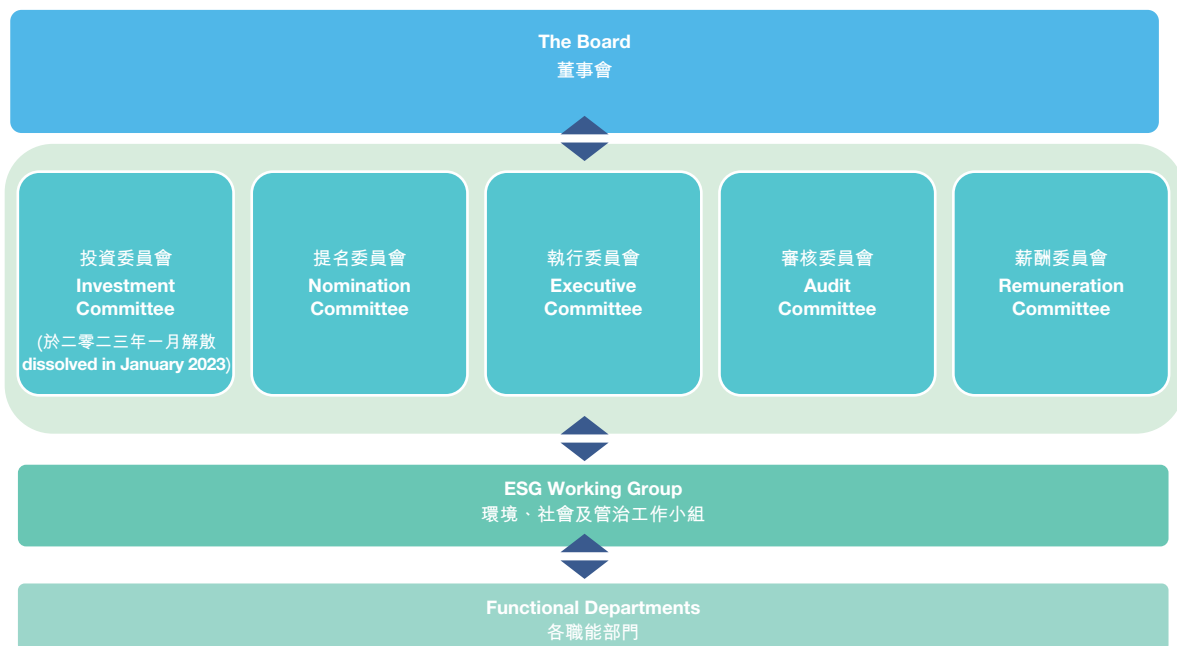 The Board
董事會
投資委員會
Investment
Committee
(於二零二三年一月解散
dissolved in January 2023)
提名委員會
Nomination
Committee
執行委員會
Executive
Committee
審核委員會
Audit
Committee
薪酬委員會
Remuneration
Committee
ESG Working Group
環境、社會及管治工作小組
Functional Departments
各職能部門